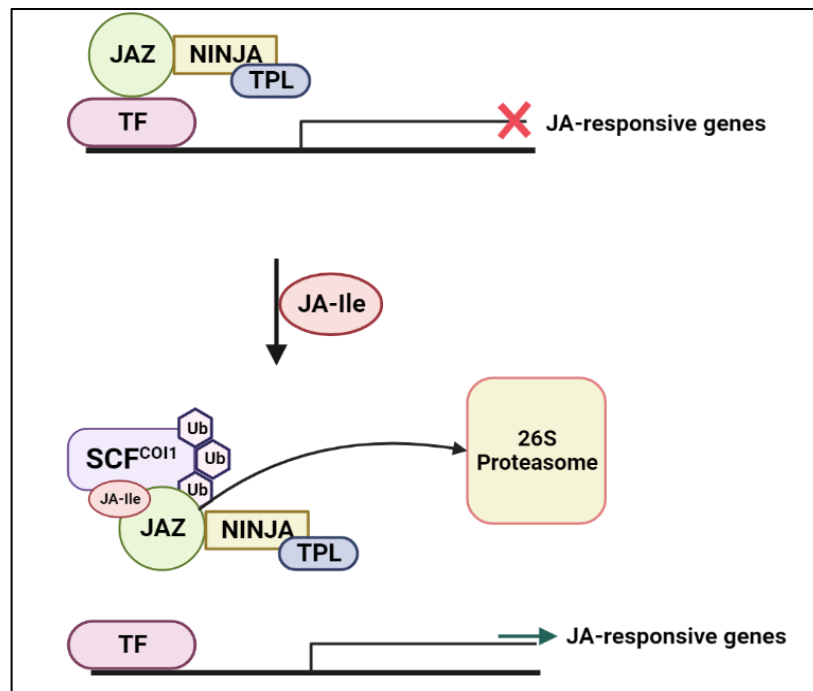 JAZ
NINJA
TPL
TF
JA-responsive genes
JA-Ile
Ub
SCF^COI1
Ub
Ub
JA-Ile
JAZ
NINJA
TPL
26S
Proteasome
TF
JA-responsive genes